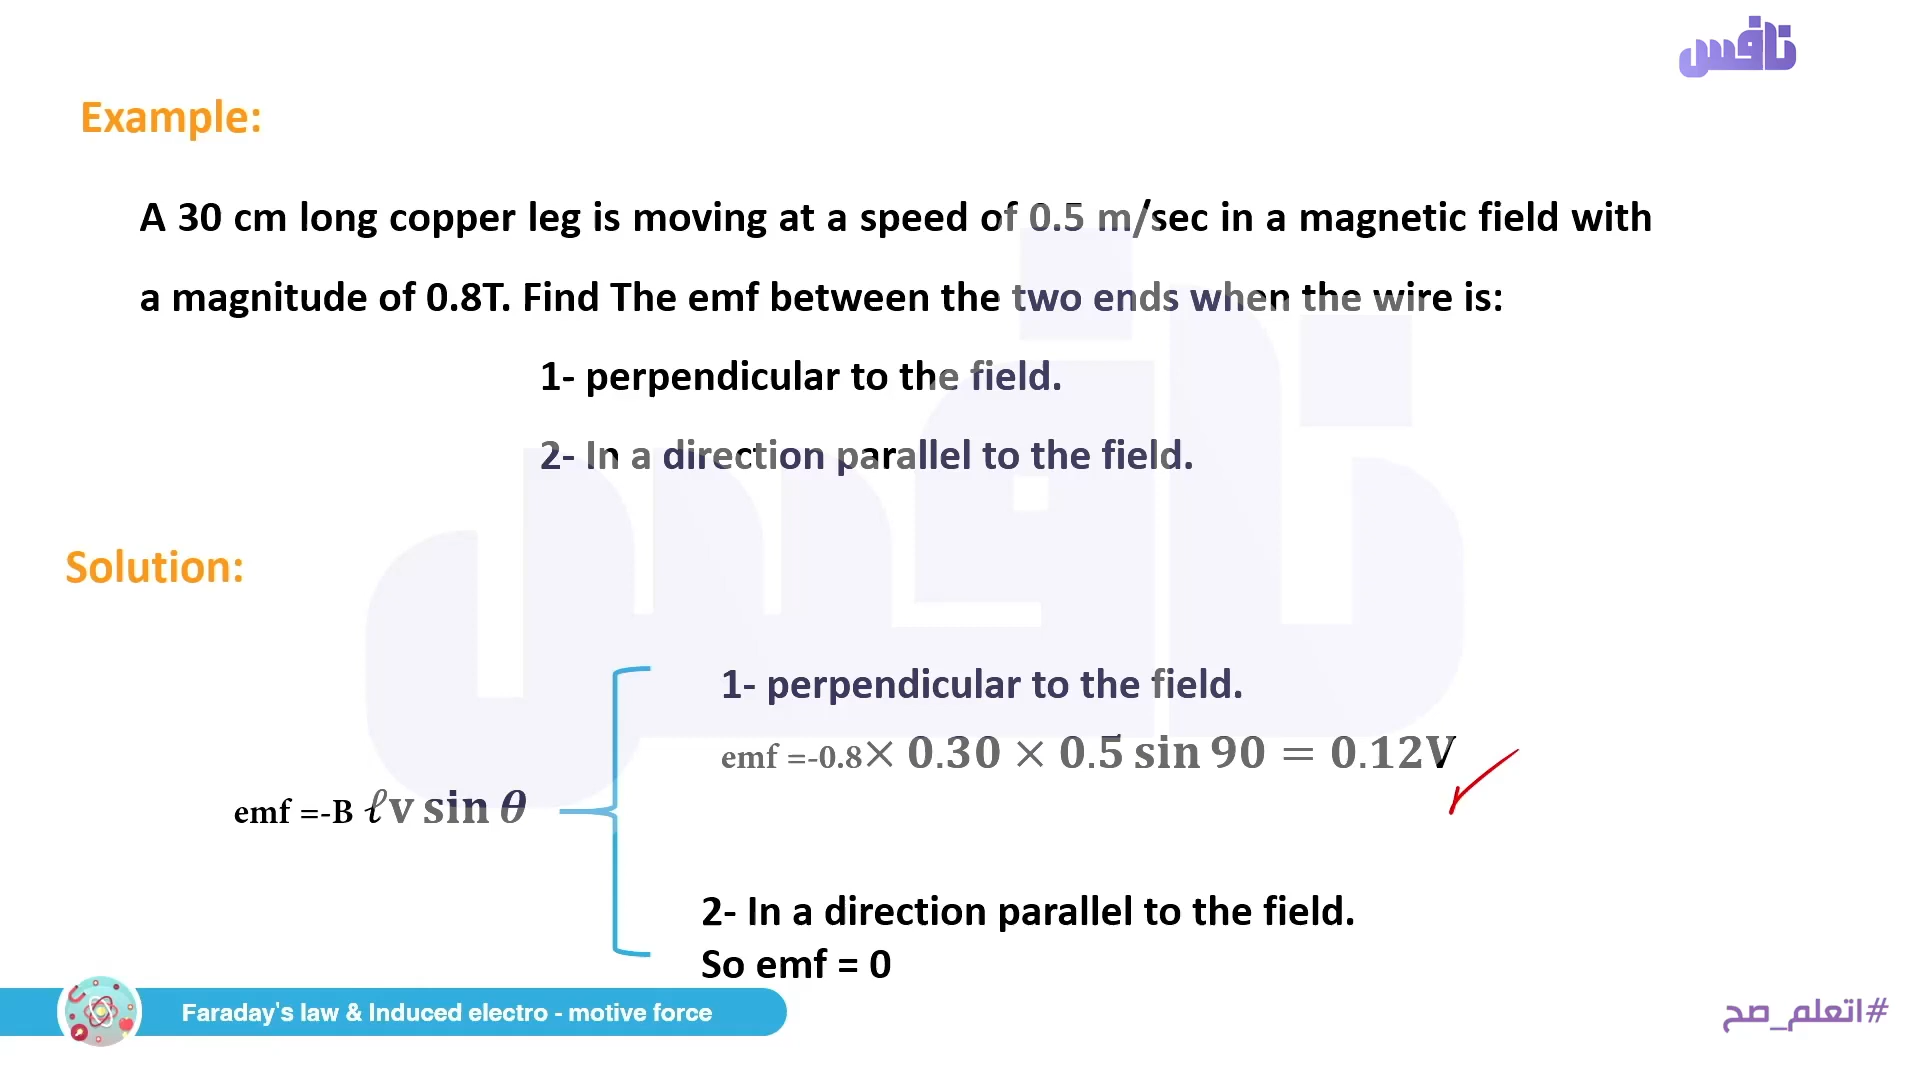 نافس
Example:
A 30 cm long copper leg is moving at a speed of 0.5 m/sec in a magnetic field with
a magnitude of 0.8T. Find The emf between the two ends when the wire is:
1- perpendicular to the field.
2- In a direction parallel to the field.
Solution:
1- perpendicular to the field.
emf =-0.8× 0.30 × 0.5 sin 90 = 0.12V
emf =-B ℓv sin θ
2- In a direction parallel to the field.
So emf = 0
Faraday's law & Induced electro - motive force
#اتعلم_صح